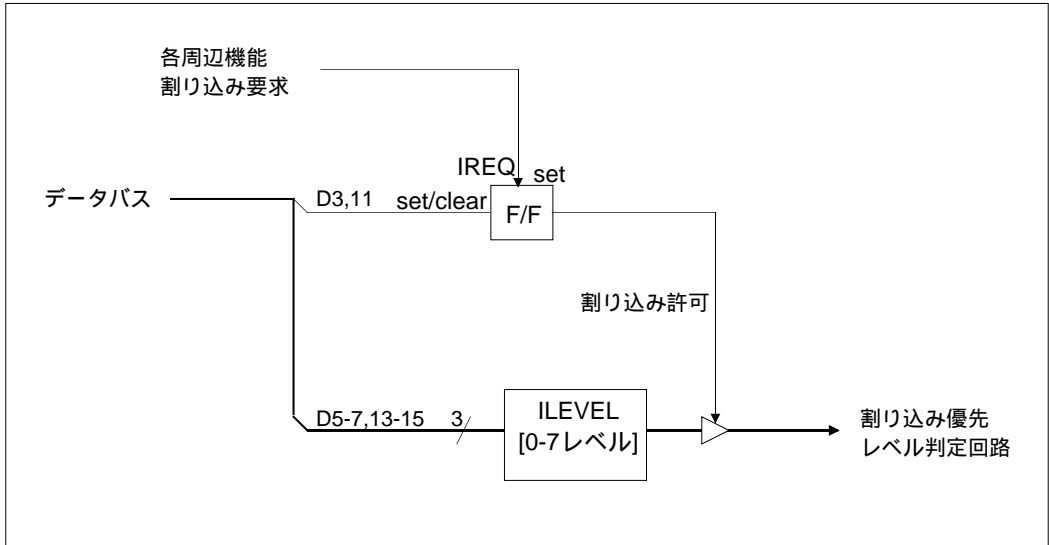 各周辺機能
割り込み要求
IREQ
set
データバス
D3,11
set/clear
F/F
割り込み許可
D5-7,13-15
3
ILEVEL
[0-7レベル]
割り込み優先
レベル判定回路